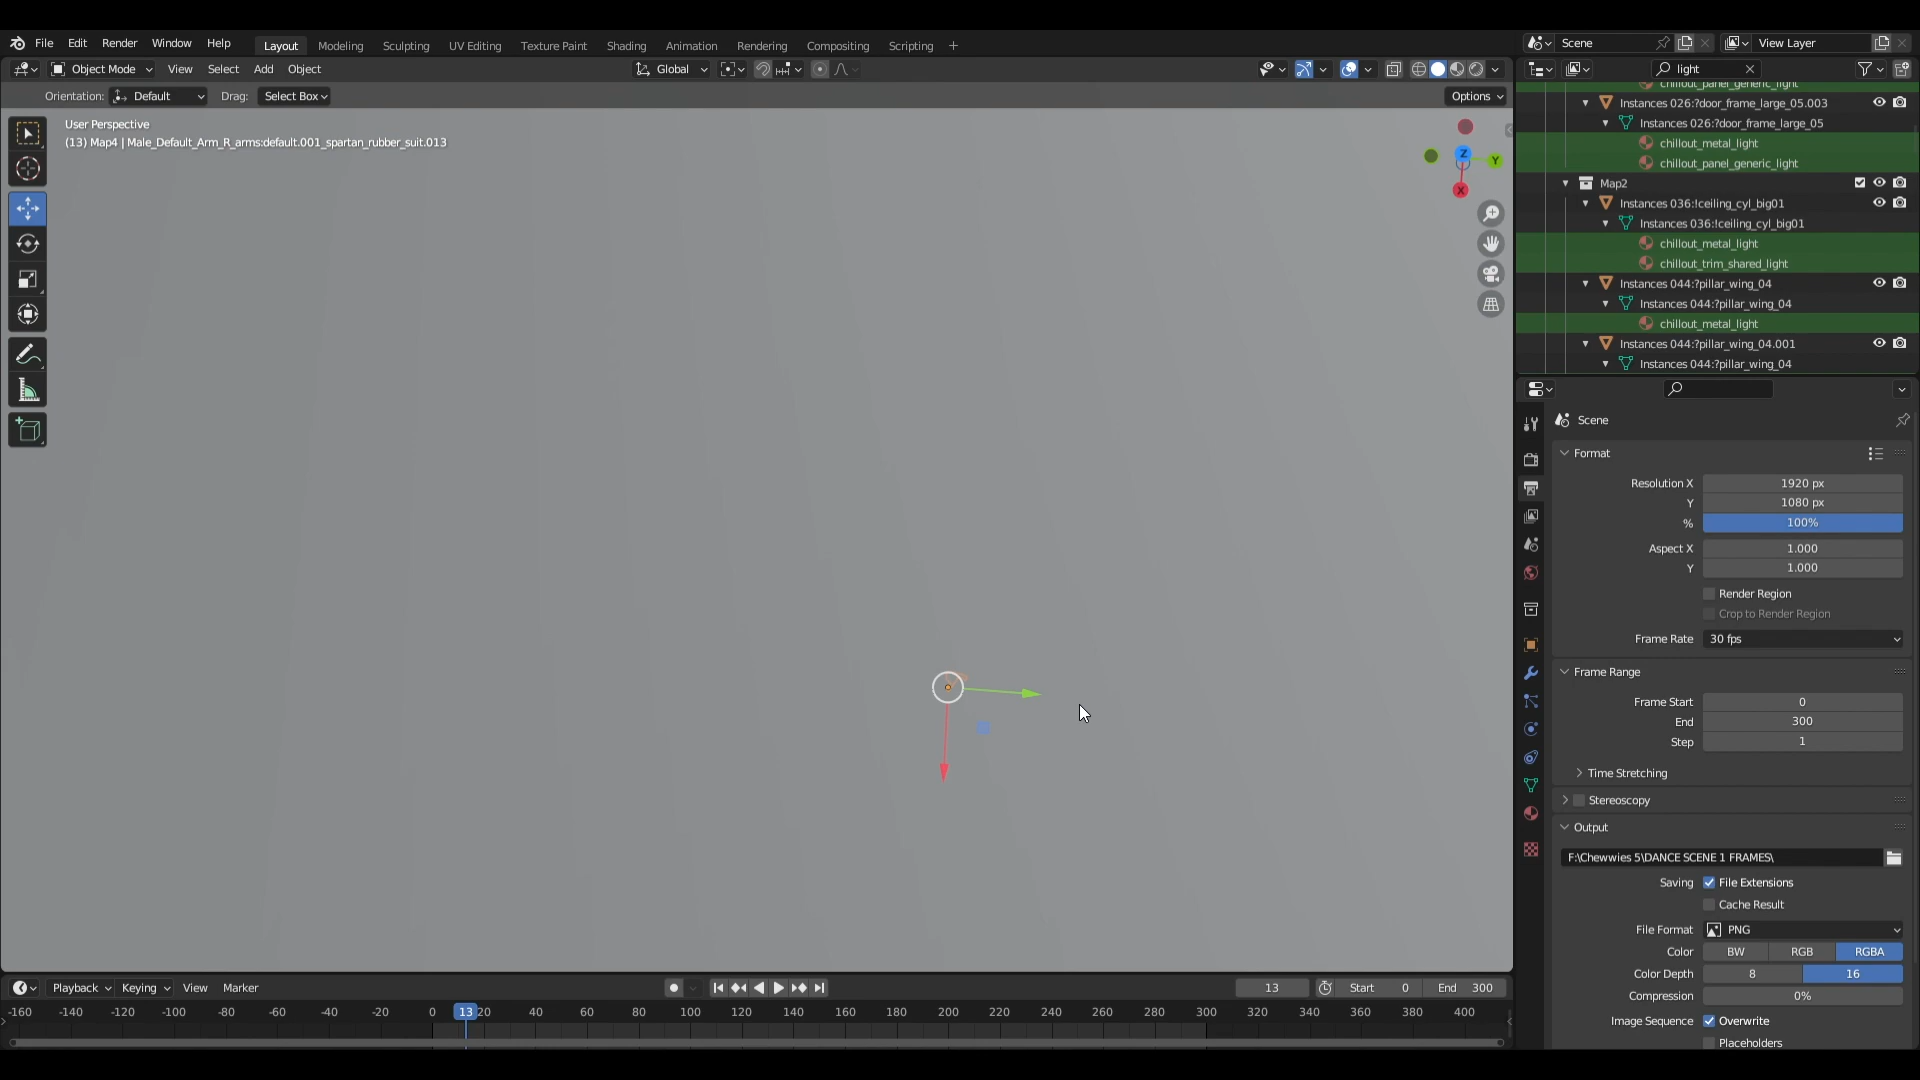 File Edit Render Window Help
Layout Modeling Sculpting UV Editing Texture Paint Shading Animation Rendering Compositing Scripting +
Scene
View Layer
Object Mode View Select Add Object
Global
light
Orientation: Default Drag: Select Box
Options
User Perspective
(13) Map4 | Male_Default_Arm_R_arms:default.001_spartan_rubber_suit.013
Z
Y
X
chillout_panel_generic_light
Instances 026:?door_frame_large_05.003
Instances 026:?door_frame_large_05
chillout_metal_light
chillout_panel_generic_light
Map2
Instances 036:!ceiling_cyl_big01
Instances 036:!ceiling_cyl_big01
chillout_metal_light
chillout_trim_shared_light
Instances 044:?pillar_wing_04
Instances 044:?pillar_wing_04
chillout_metal_light
Instances 044:?pillar_wing_04.001
Instances 044:?pillar_wing_04
Scene
Format
Resolution X 1920 px
Y 1080 px
% 100%
Aspect X 1.000
Y 1.000
Render Region
Crop to Render Region
Frame Rate 30 fps
Frame Range
Frame Start 0
End 300
Step 1
Time Stretching
Stereoscopy
Output
F:\Chewwies 5\DANCE SCENE 1 FRAMES\
Saving File Extensions
Cache Result
File Format PNG
Color BW RGB RGBA
Color Depth 8 16
Compression 0%
Image Sequence Overwrite
Placeholders
Playback Keying View Marker
13 Start 0 End 300
-160 -140 -120 -100 -80 -60 -40 -20 0 13 20 40 60 80 100 120 140 160 180 200 220 240 260 280 300 320 340 360 380 400